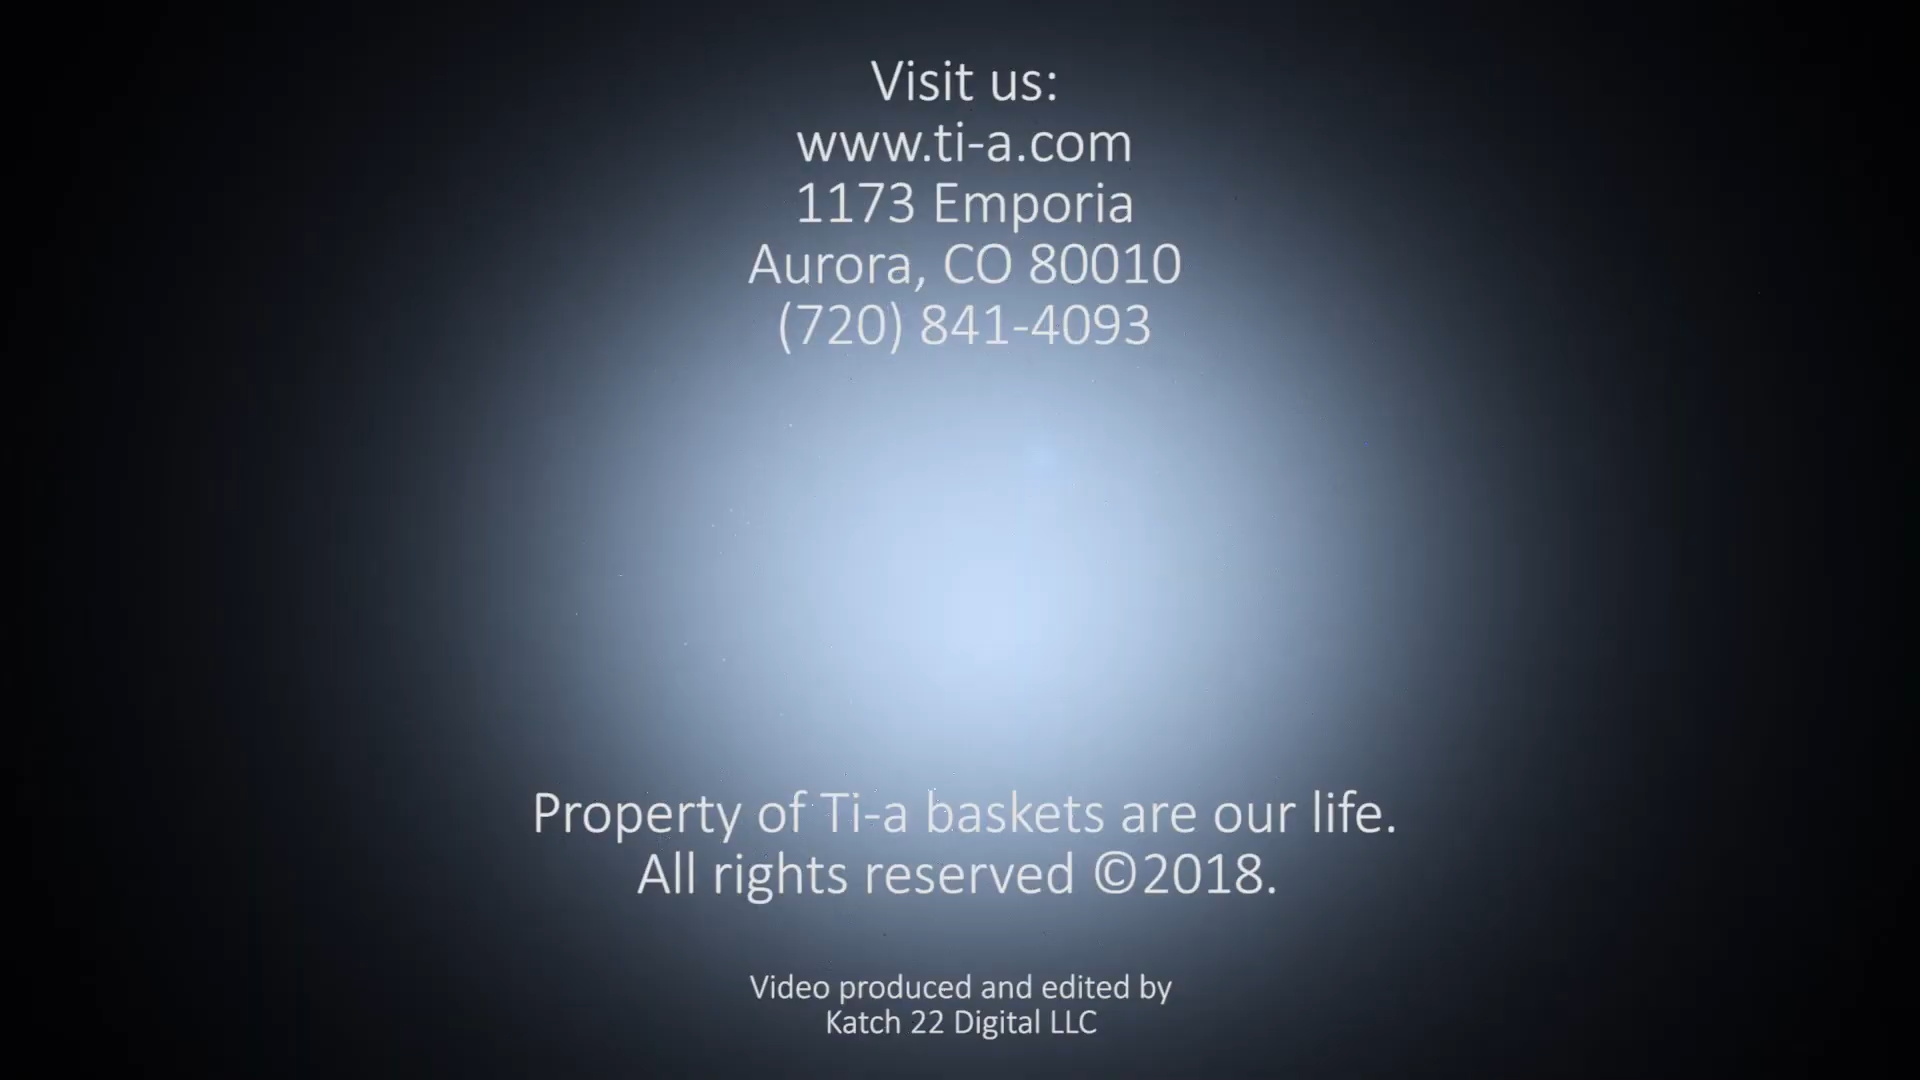 Visit us:
www.ti-a.com
1173 Emporia
Aurora, CO 80010
(720) 841-4093
Property of Ti-a baskets are our life.
All rights reserved ©2018.
Video produced and edited by
Katch 22 Digital LLC